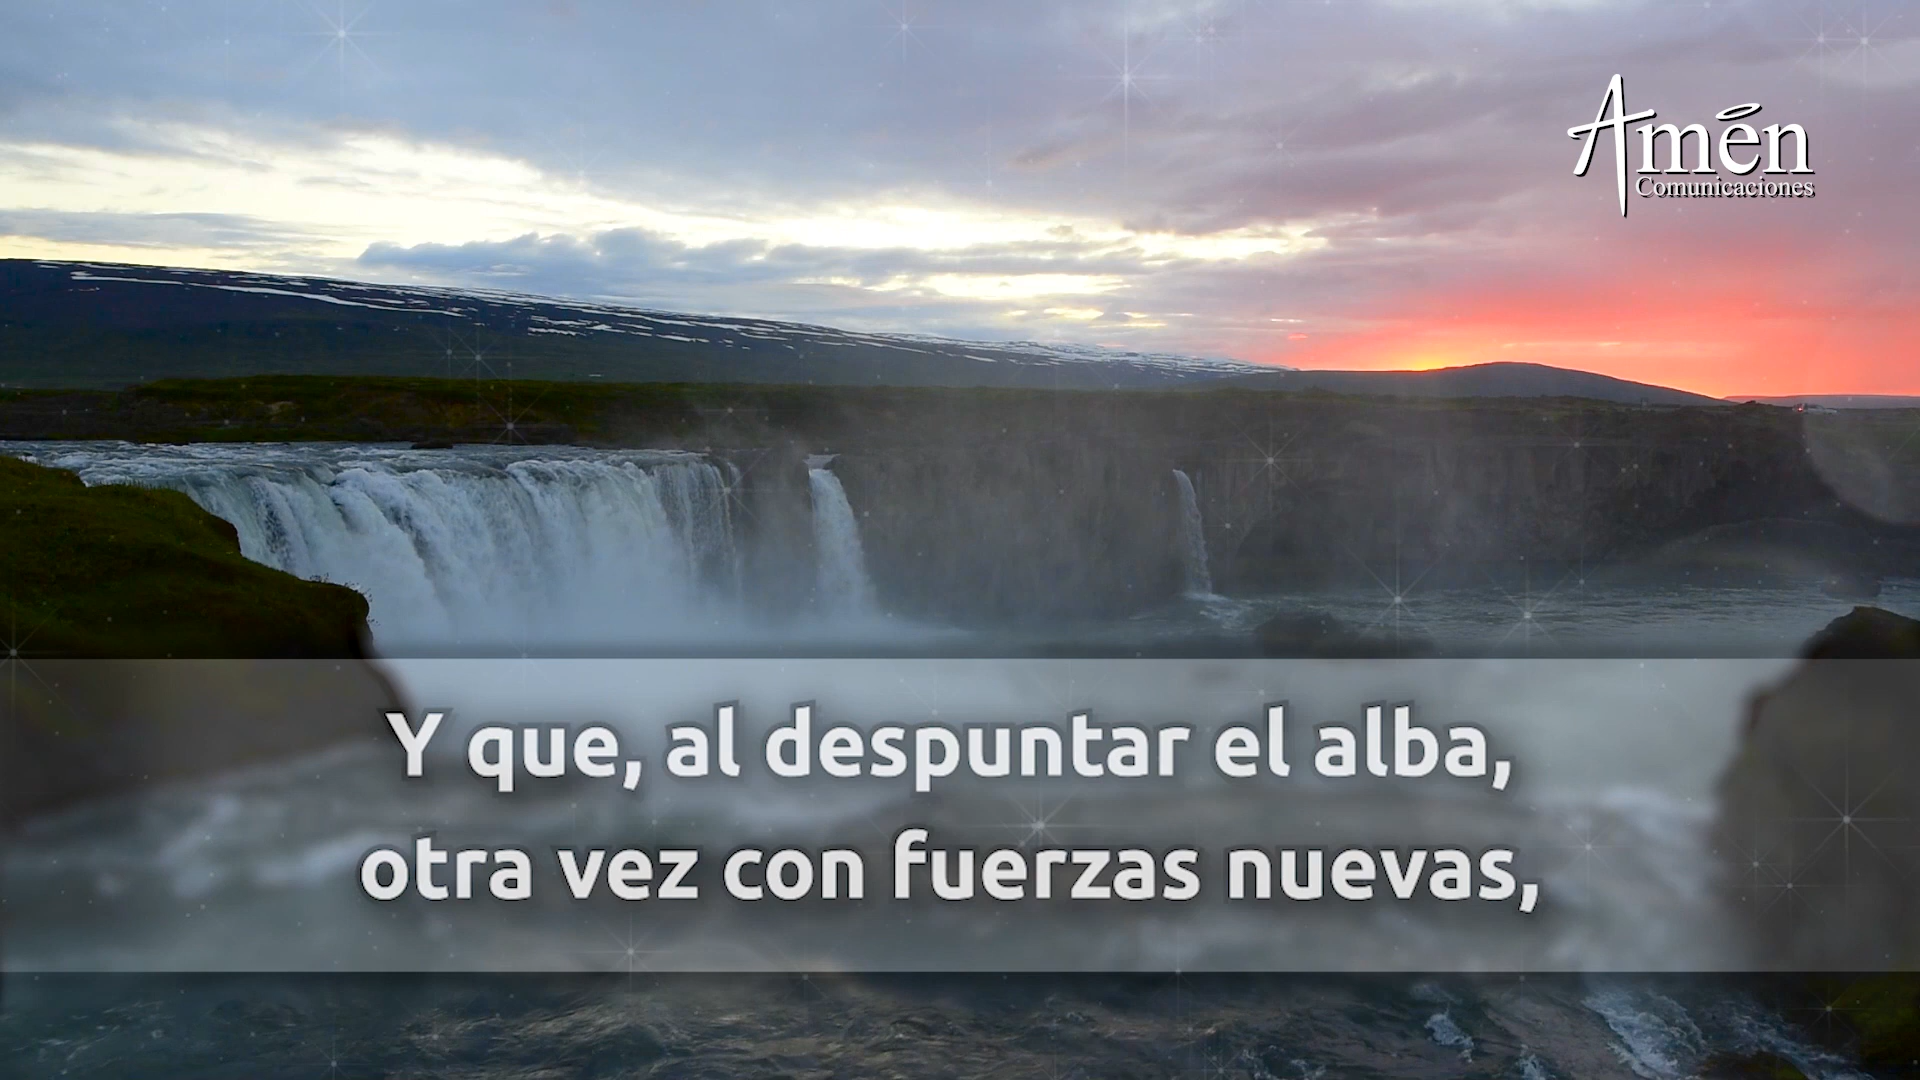 Amén
Comunicaciones
Y que, al despuntar el alba,
otra vez con fuerzas nuevas,